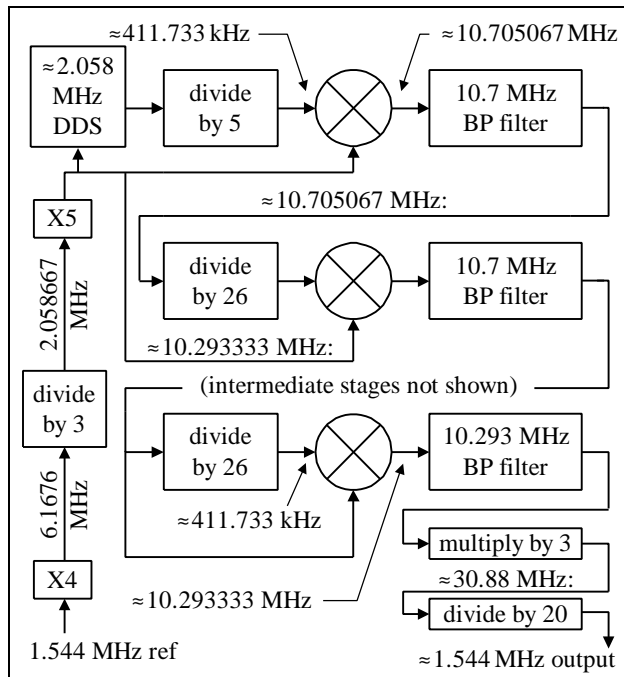 ≈411.733 kHz
≈10.705067 MHz
≈2.058
MHz
DDS
divide
by 5
10.7 MHz
BP filter
X5
≈10.705067 MHz:
2.058667
MHz
divide
by 26
10.7 MHz
BP filter
≈10.293333 MHz:
(intermediate stages not shown)
divide
by 3
divide
by 26
10.293 MHz
BP filter
6.1676
MHz
≈411.733 kHz
multiply by 3
X4
≈10.293333 MHz
≈30.88 MHz:
divide by 20
1.544 MHz ref
≈1.544 MHz output